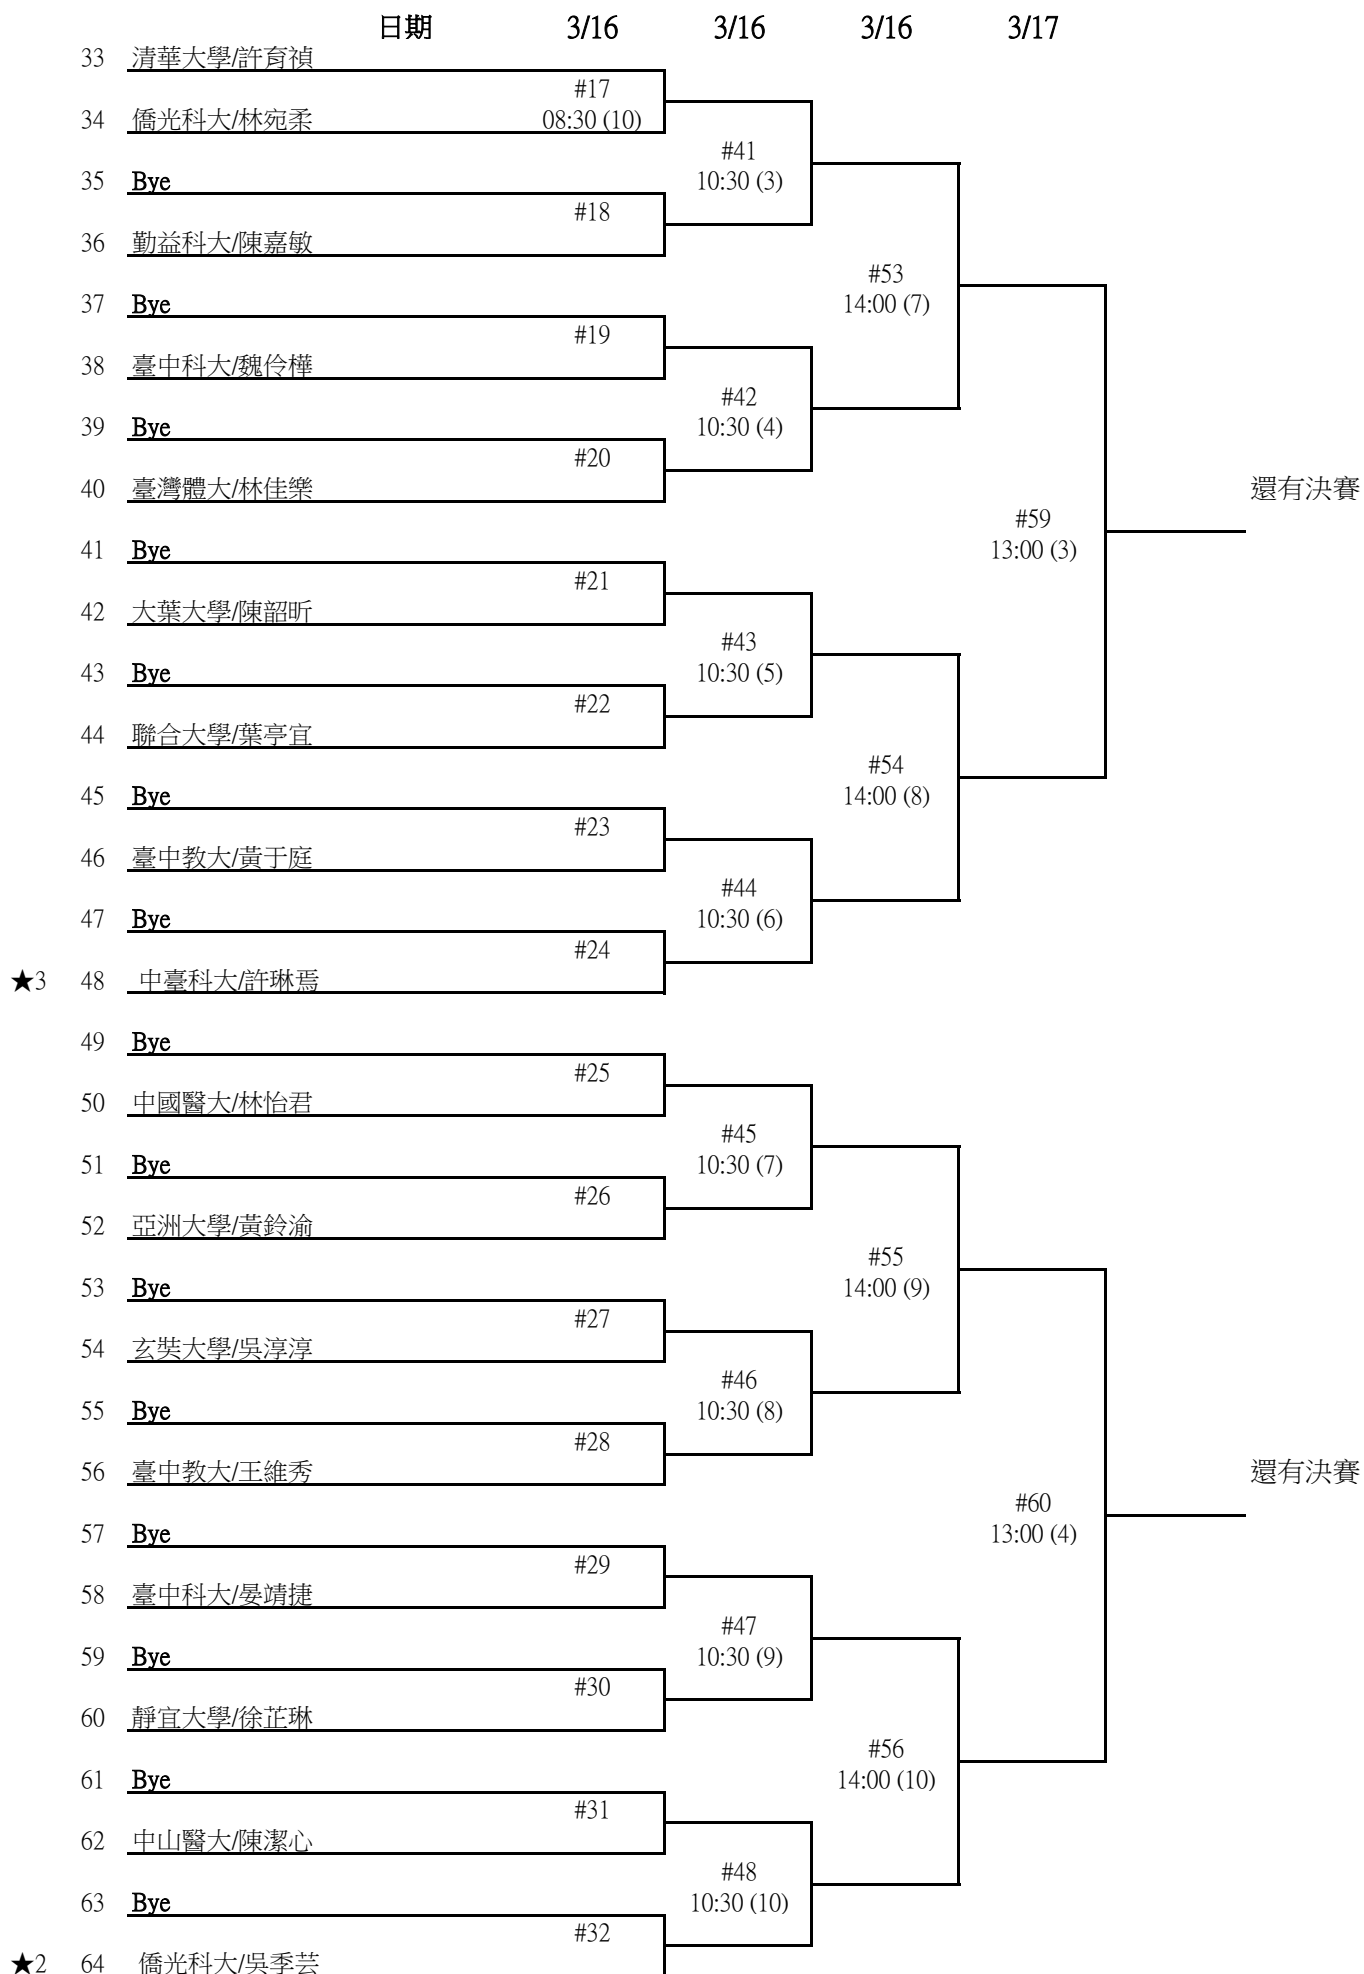 日期 3/16 3/16 3/16 3/17
33 清華大學/許育禎
#17
34 僑光科大/林宛柔 08:30 (10)
#41
35 Bye 10:30 (3)
#18
36 勤益科大/陳嘉敏
#53
37 Bye 14:00 (7)
#19
38 臺中科大/魏伶樺
#42
39 Bye 10:30 (4)
#20
40 臺灣體大/林佳樂 還有決賽
#59
41 Bye 13:00 (3)
#21
42 大葉大學/陳韶昕
#43
43 Bye 10:30 (5)
#22
44 聯合大學/葉亭宜
#54
45 Bye 14:00 (8)
#23
46 臺中教大/黃于庭
#44
47 Bye 10:30 (6)
#24
★3 48 中臺科大/許琳焉
49 Bye
#25
50 中國醫大/林怡君
#45
51 Bye 10:30 (7)
#26
52 亞洲大學/黃鈴渝
#55
53 Bye 14:00 (9)
#27
54 玄奘大學/吳淳淳
#46
55 Bye 10:30 (8)
#28
56 臺中教大/王維秀 還有決賽
#60
57 Bye 13:00 (4)
#29
58 臺中科大/晏靖捷
#47
59 Bye 10:30 (9)
#30
60 靜宜大學/徐芷琳
#56
61 Bye 14:00 (10)
#31
62 中山醫大/陳潔心
#48
63 Bye 10:30 (10)
#32
★2 64 僑光科大/吳季芸